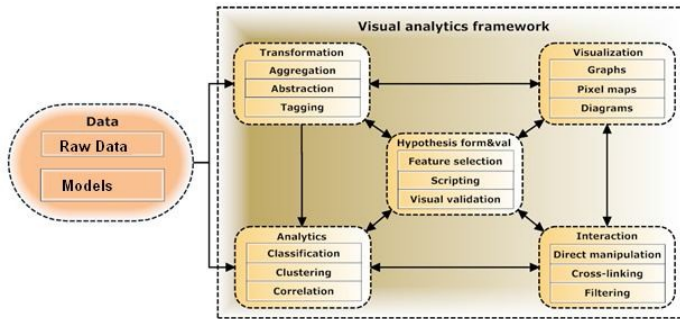 Visual analytics framework
Data
Raw Data
Models
Transformation
Aggregation
Abstraction
Tagging
Visualization
Graphs
Pixel maps
Diagrams
Hypothesis form&val
Feature selection
Scripting
Visual validation
Analytics
Classification
Clustering
Correlation
Interaction
Direct manipulation
Cross-linking
Filtering